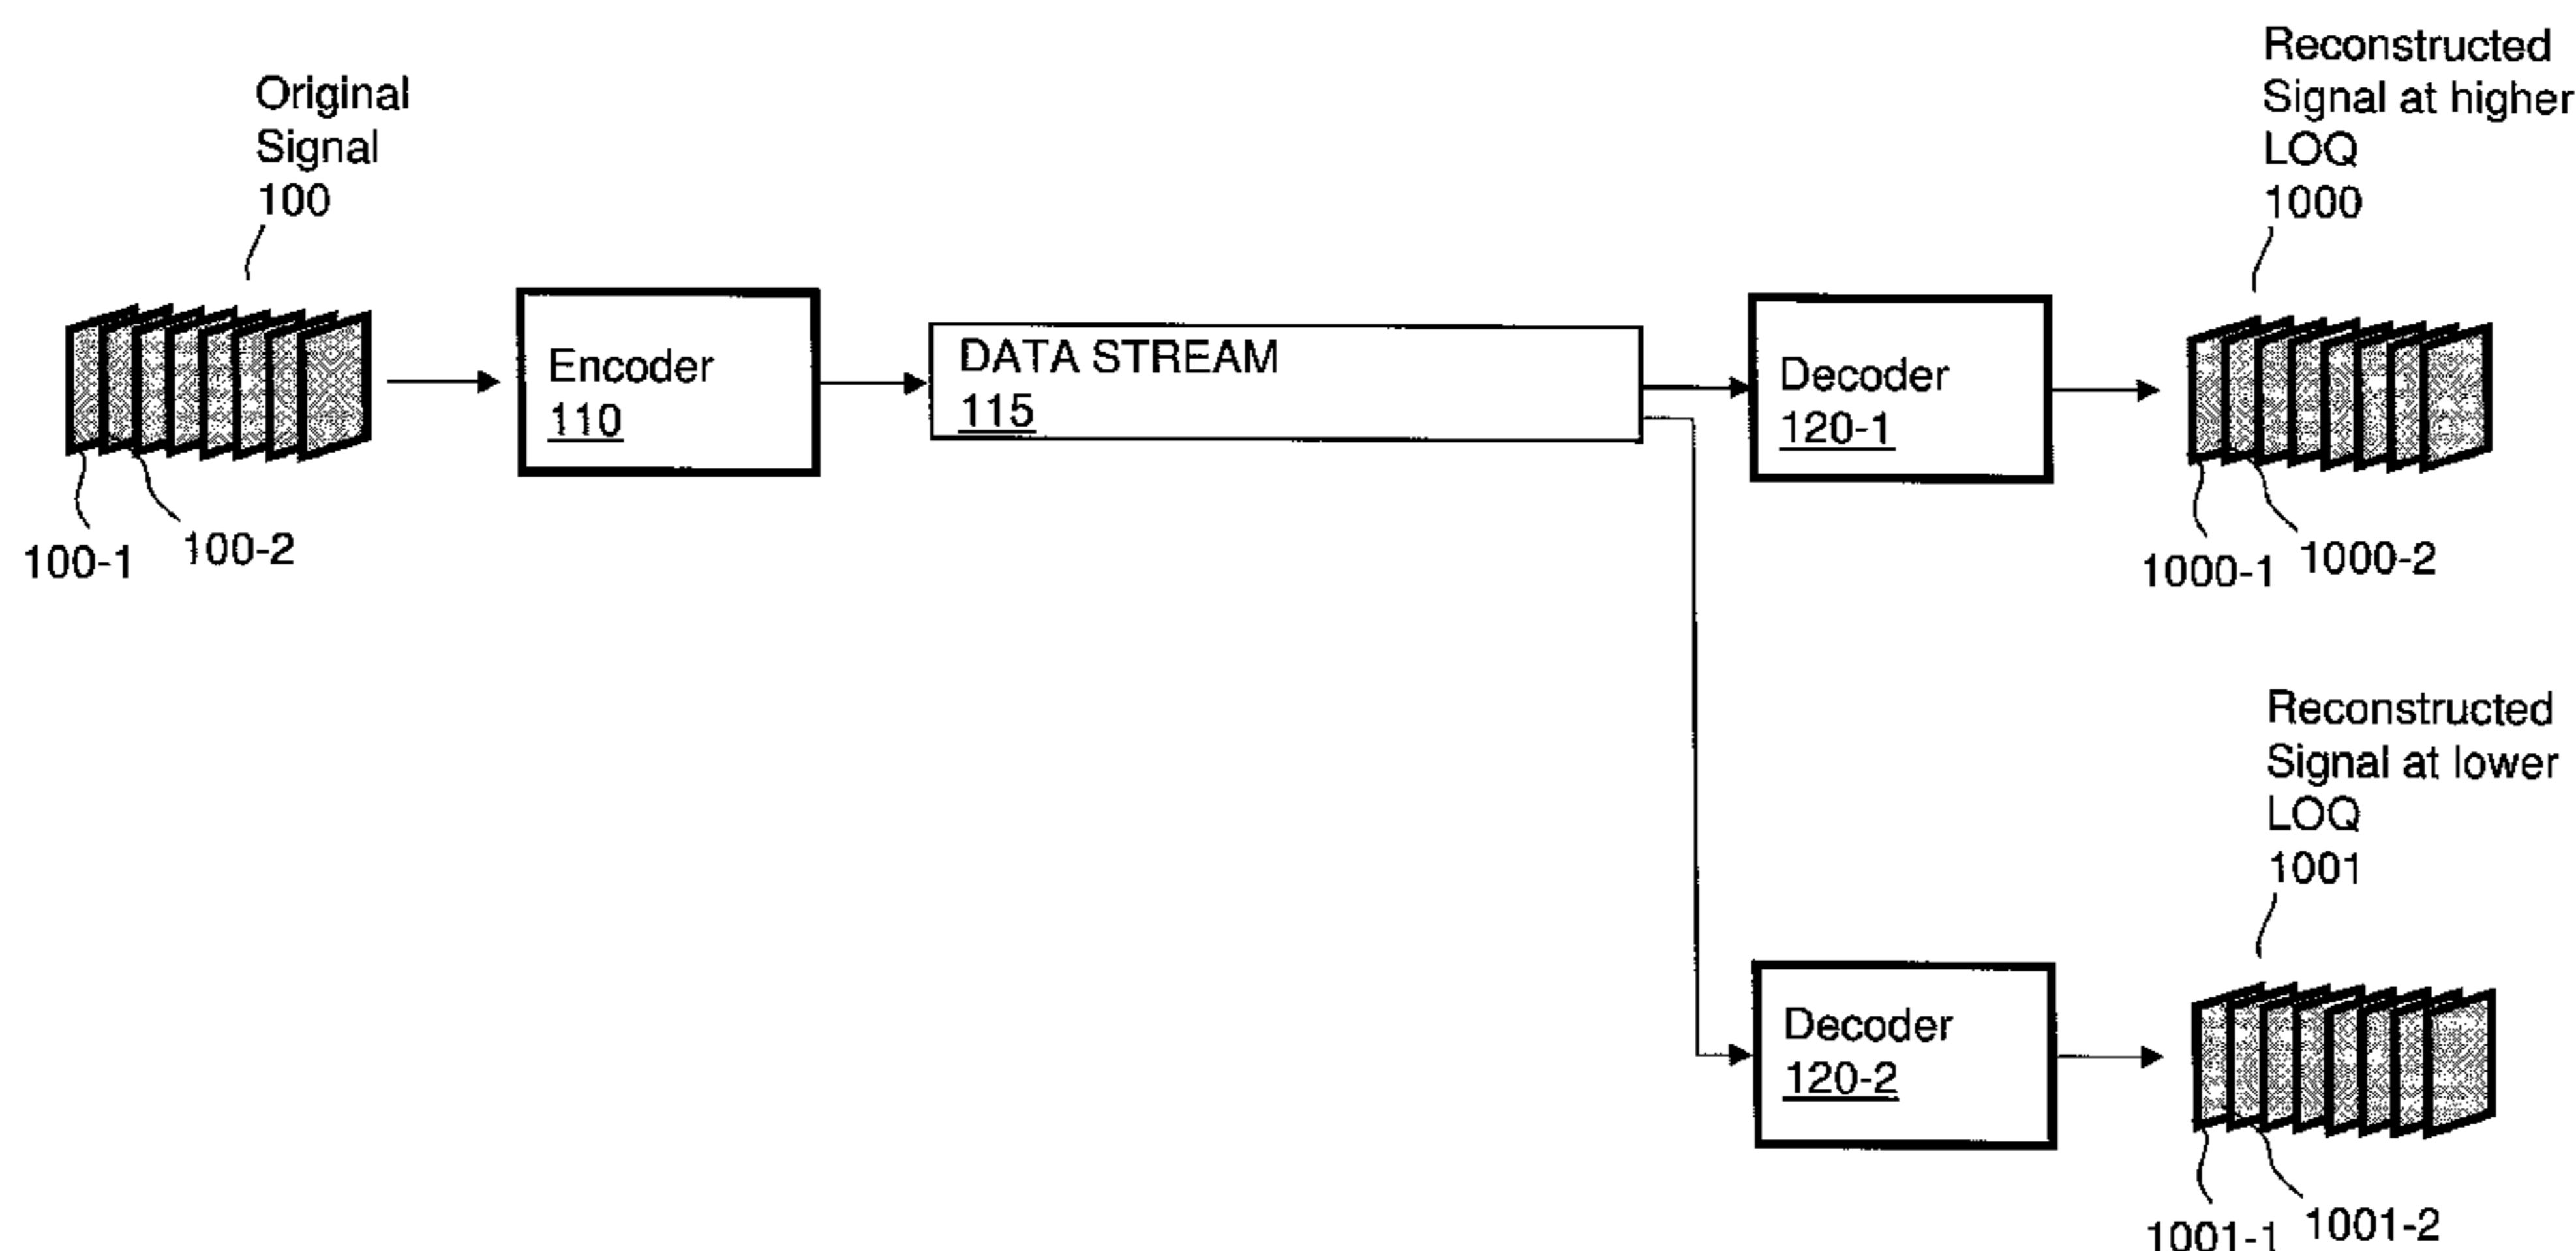 Original
Signal
100
Encoder
110
DATA STREAM
115
Decoder
120-1
Reconstructed
Signal at higher
LOQ
1000
100-1
100-2
1000-1
1000-2
Reconstructed
Signal at lower
LOQ
1001
Decoder
120-2
1001-1
1001-2